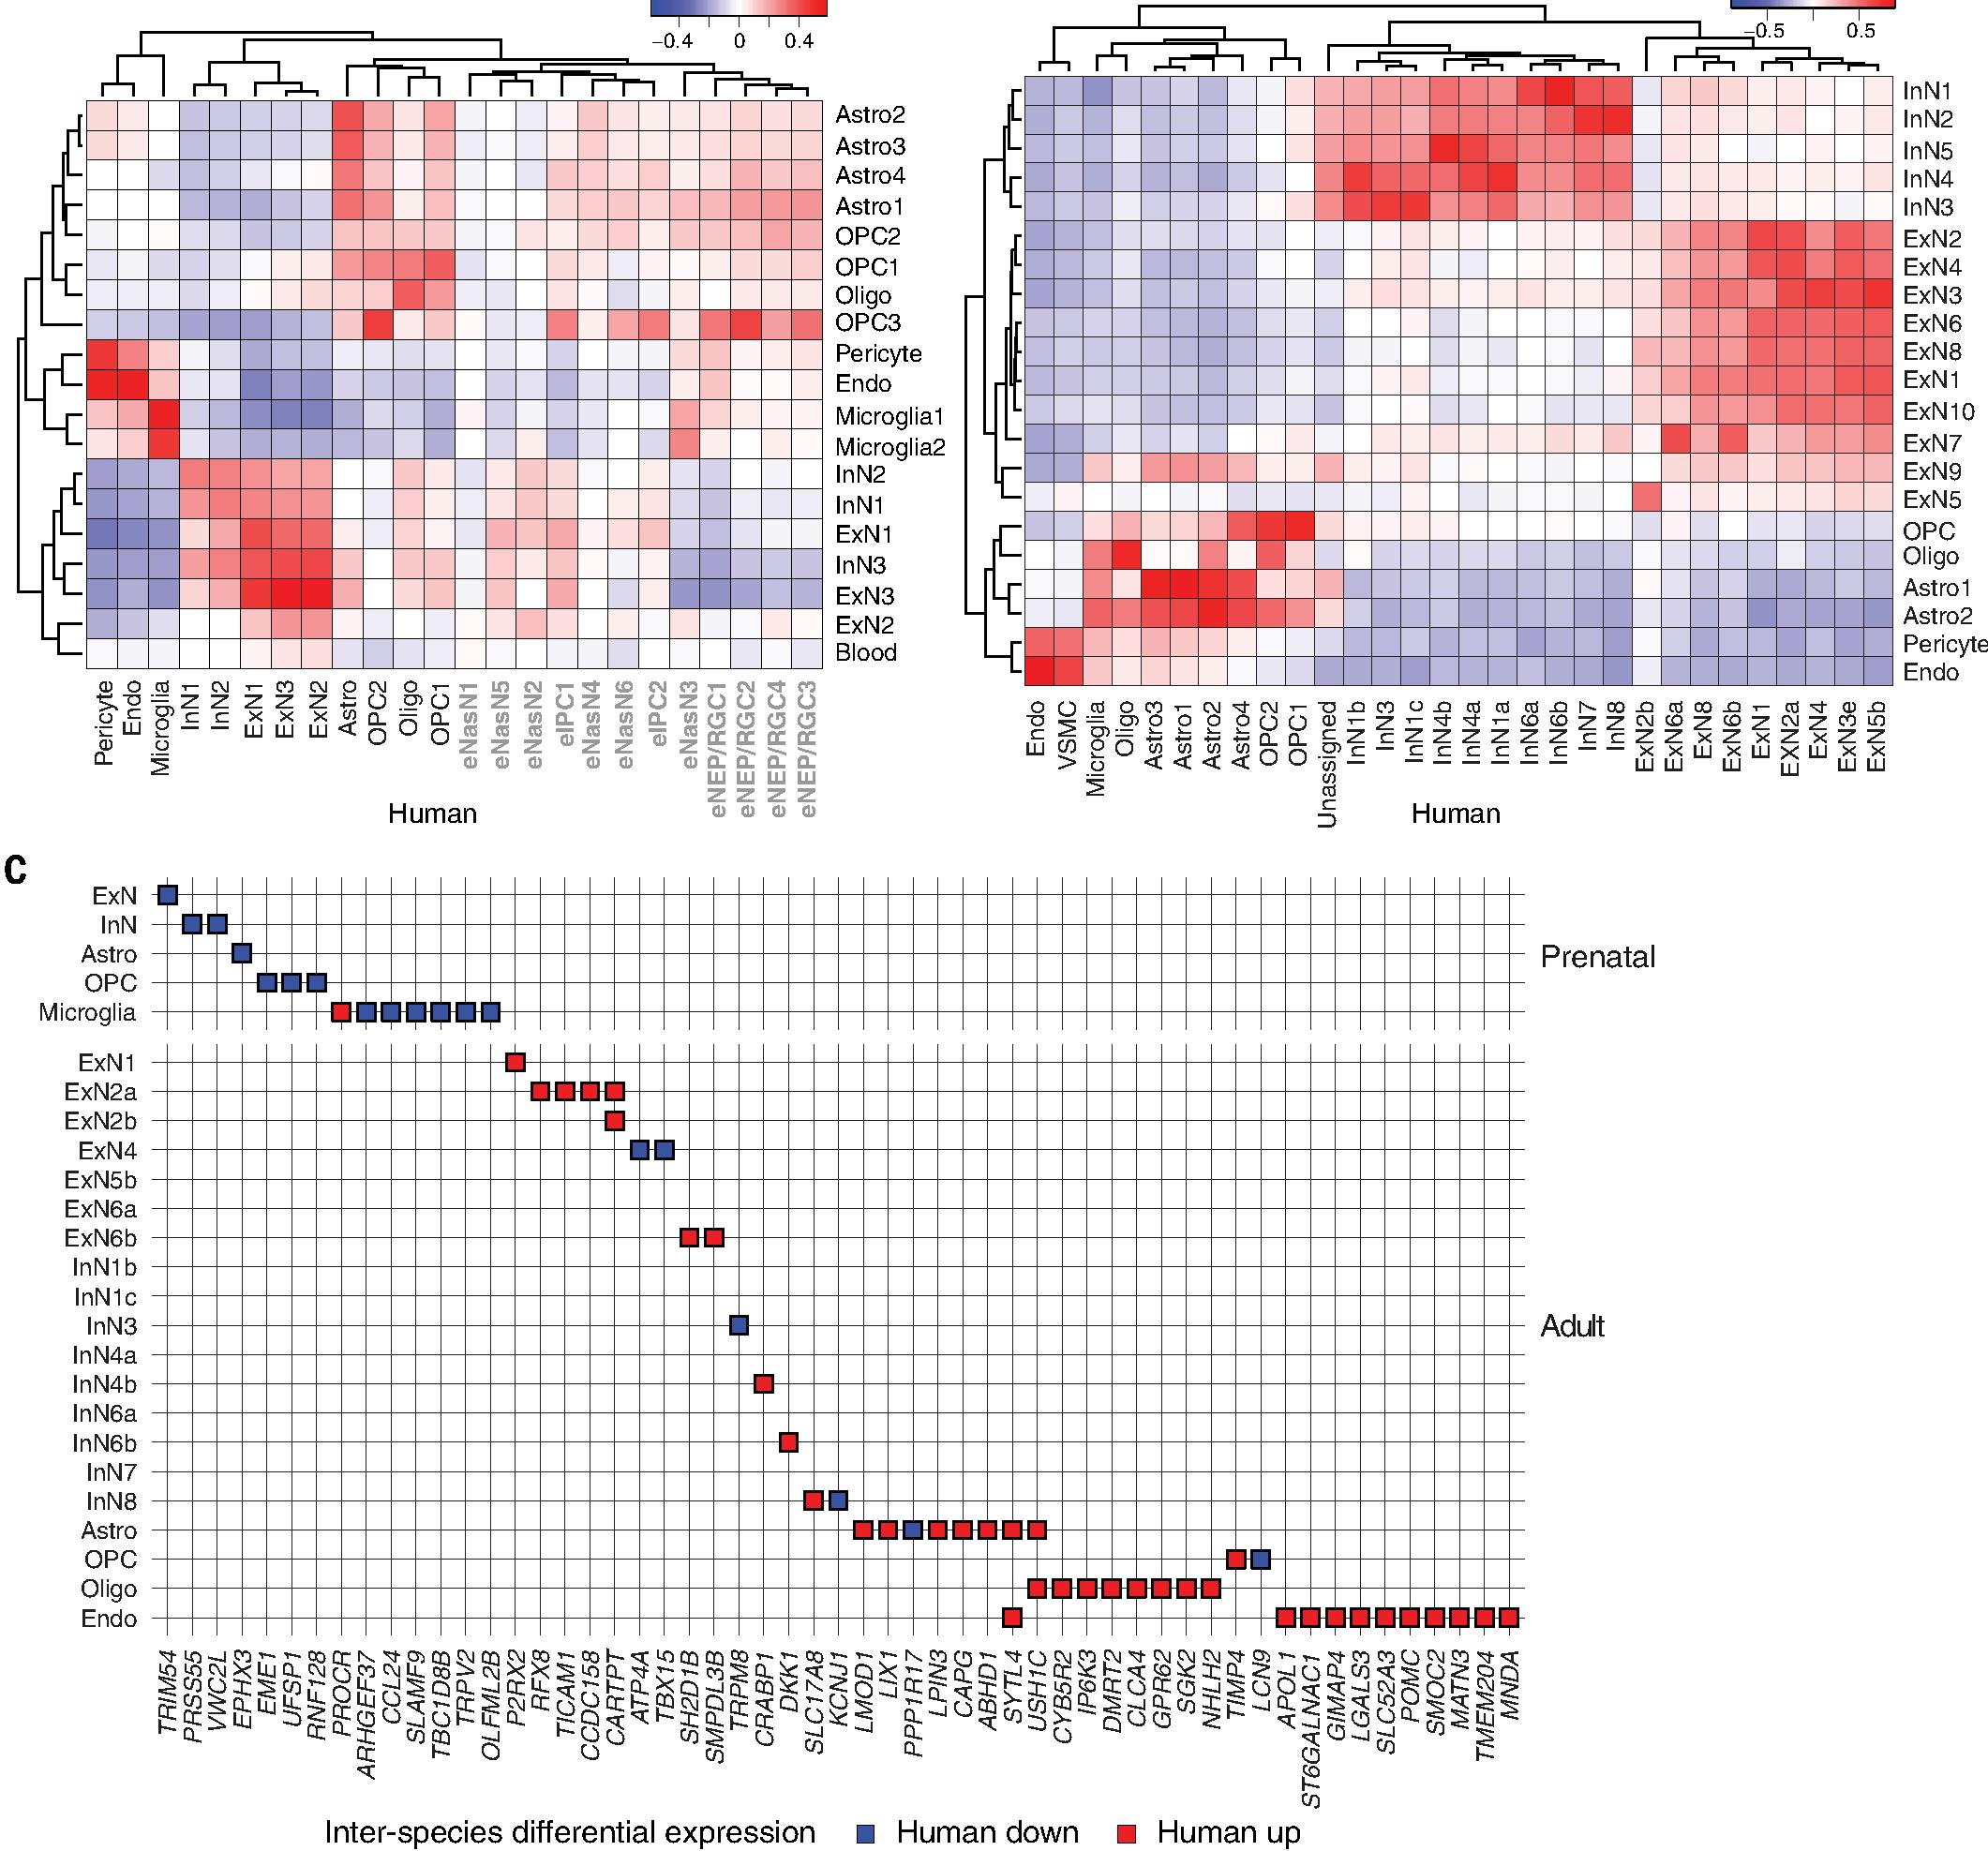 −0.4 0 0.4
Astro2
Astro3
Astro4
Astro1
OPC2
OPC1
Oligo
OPC3
Pericyte
Endo
Microglia1
Microglia2
InN2
InN1
ExN1
InN3
ExN3
ExN2
Blood
Pericyte
Endo
Microglia
InN1
InN2
ExN1
ExN3
ExN2
Astro
OPC2
Oligo
OPC1
eNasN1
eNasN5
eNasN2
eIPC1
eNasN4
eNasN6
eIPC2
eNasN3
eNEP/RGC1
eNEP/RGC2
eNEP/RGC4
eNEP/RGC3
Human
−0.5 0.5
InN1
InN2
InN5
InN4
InN3
ExN2
ExN4
ExN3
ExN6
ExN8
ExN1
ExN10
ExN7
ExN9
ExN5
OPC
Oligo
Astro1
Astro2
Pericyte
Endo
Endo
VSMC
Microglia
Oligo
Astro3
Astro1
Astro2
Astro4
OPC2
OPC1
Unassigned
InN1b
InN3
InN1c
InN4b
InN4a
InN1a
InN6a
InN6b
InN7
InN8
ExN2b
ExN6a
ExN8
ExN6b
ExN1
EXN2a
ExN4
ExN3e
ExN5b
Human
C
ExN
InN
Astro
OPC
Microglia
Prenatal
ExN1
ExN2a
ExN2b
ExN4
ExN5b
ExN6a
ExN6b
InN1b
InN1c
InN3
InN4a
InN4b
InN6a
InN6b
InN7
InN8
Astro
OPC
Oligo
Endo
Adult
TRIM54
PRSS55
VWC2L
EPHX3
EME1
UFSP1
RNF128
PROCR
ARHGEF37
CCL24
SLAMF9
TBC1D8B
TRPV2
OLFML2B
P2RX2
RFX8
TICAM1
CCDC158
CARTPT
ATP4A
TBX15
SH2D1B
SMPDL3B
TRPM8
CRABP1
DKK1
SLC17A8
KCNJ1
LMOD1
LIX1
PPP1R17
LPIN3
CAPG
ABHD1
SYTL4
USH1C
CYB5R2
IP6K3
DMRT2
CLCA4
GPR62
SGK2
NHLH2
TIMP4
LCN9
APOL1
ST6GALNAC1
GIMAP4
LGALS3
SLC52A3
POMC
SMOC2
MATN3
TMEM204
MNDA
Inter-species differential expression Human down Human up